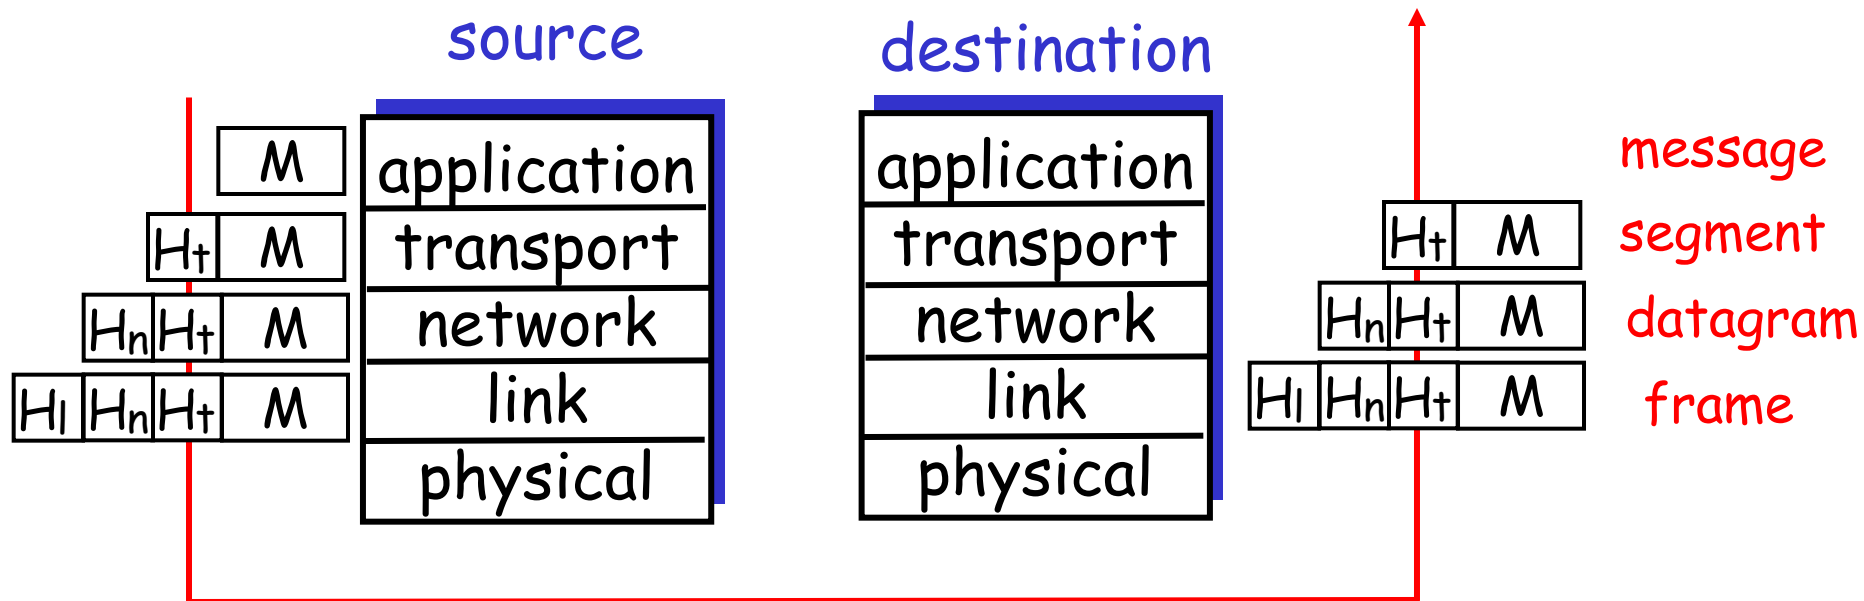 source destination
M application application message
Ht M transport transport Ht M segment
Hn Ht M network network Hn Ht M datagram
Hl Hn Ht M link link Hl Hn Ht M frame
physical physical